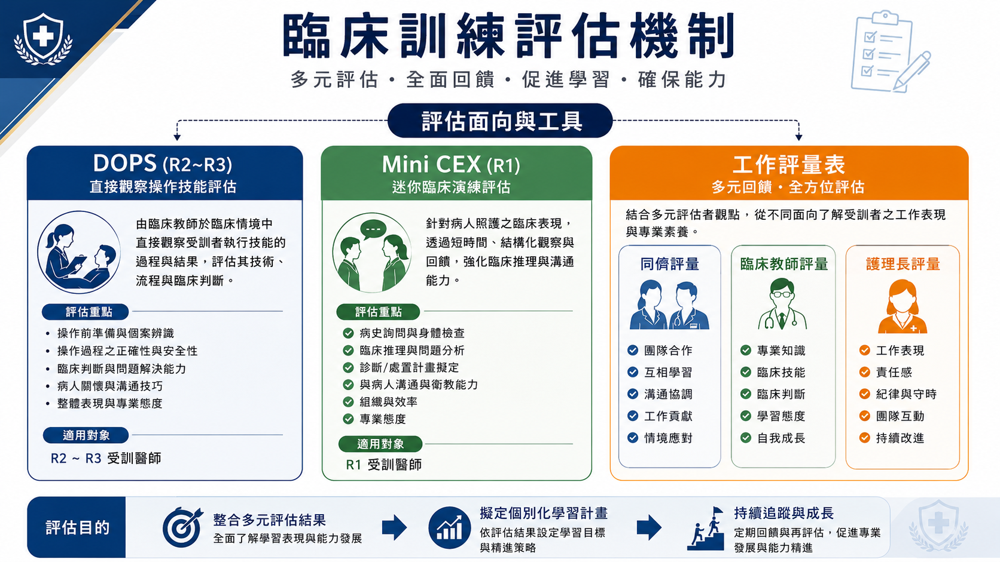 臨床訓練評估機制
多元評估・全面回饋・促進學習・確保能力
評估面向與工具
DOPS (R2~R3)
直接觀察操作技能評估
由臨床教師於臨床情境中
直接觀察受訓者執行技能的
過程與結果，評估其技術、
流程與臨床判斷。
評估重點
• 操作前準備與個案辨識
• 操作過程之正確性與安全性
• 臨床判斷與問題解決能力
• 病人關懷與溝通技巧
• 整體表現與專業態度
適用對象
R2 ~ R3 受訓醫師
Mini CEX (R1)
迷你臨床演練評估
針對病人照護之臨床表現，
透過短時間、結構化觀察與
回饋，強化臨床推理與溝通
能力。
評估重點
病史詢問與身體檢查
臨床推理與問題分析
診斷/處置計畫擬定
與病人溝通與衛教能力
組織與效率
專業態度
適用對象
R1 受訓醫師
工作評量表
多元回饋・全方位評估
結合多元評估者觀點，從不同面向了解受訓者之工作表現
與專業素養。
同儕評量
團隊合作
互相學習
溝通協調
工作貢獻
情境應對
臨床教師評量
專業知識
臨床技能
臨床判斷
學習態度
自我成長
護理長評量
工作表現
責任感
紀律與守時
團隊互動
持續改進
評估目的
整合多元評估結果
全面了解學習表現與能力發展
擬定個別化學習計畫
依評估結果設定學習目標
與精進策略
持續追蹤與成長
定期回饋與再評估，促進專業
發展與能力精進